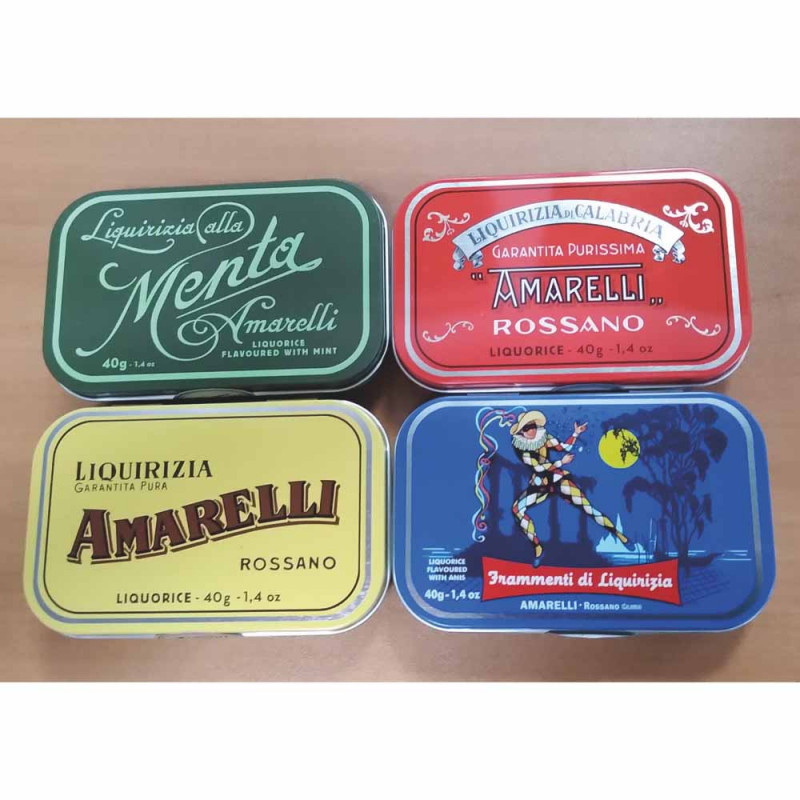 Liquirizia alla
Menta
Amarelli
LIQUORICE
FLAVOURED WITH MINT
40g - 1,4 oz
LIQUIRIZIA DI CALABRIA
GARANTITA PURISSIMA
"AMARELLI„
ROSSANO
LIQUORICE - 40g - 1,4 oz
LIQUIRIZIA
GARANTITA PURA
AMARELLI
ROSSANO
LIQUORICE - 40g - 1,4 oz
LIQUORICE
FLAVOURED
WITH ANIS
Frammenti di Liquirizia
40g - 1,4 oz
AMARELLI - ROSSANO